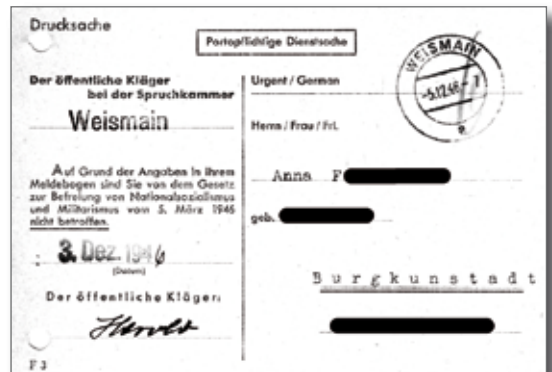 Drucksache
Portopflichtige Dienstsache
Der öffentliche Kläger
bei der Spruchkammer
Weismain
Auf Grund der Angaben in Ihrem
Meldebogen sind Sie von dem Gesetz
zur Befreiung von Nationalsozialismus
und Militarismus vom 5. März 1946
nicht betroffen.
3. Dez. 1946
(Datum)
Der öffentliche Kläger:
Harold
F 3
WEISMAIN
-5.12.46-
Urgent / German
Herrn / Frau / Frl.
Anna F
geb.
Burgkunstadt